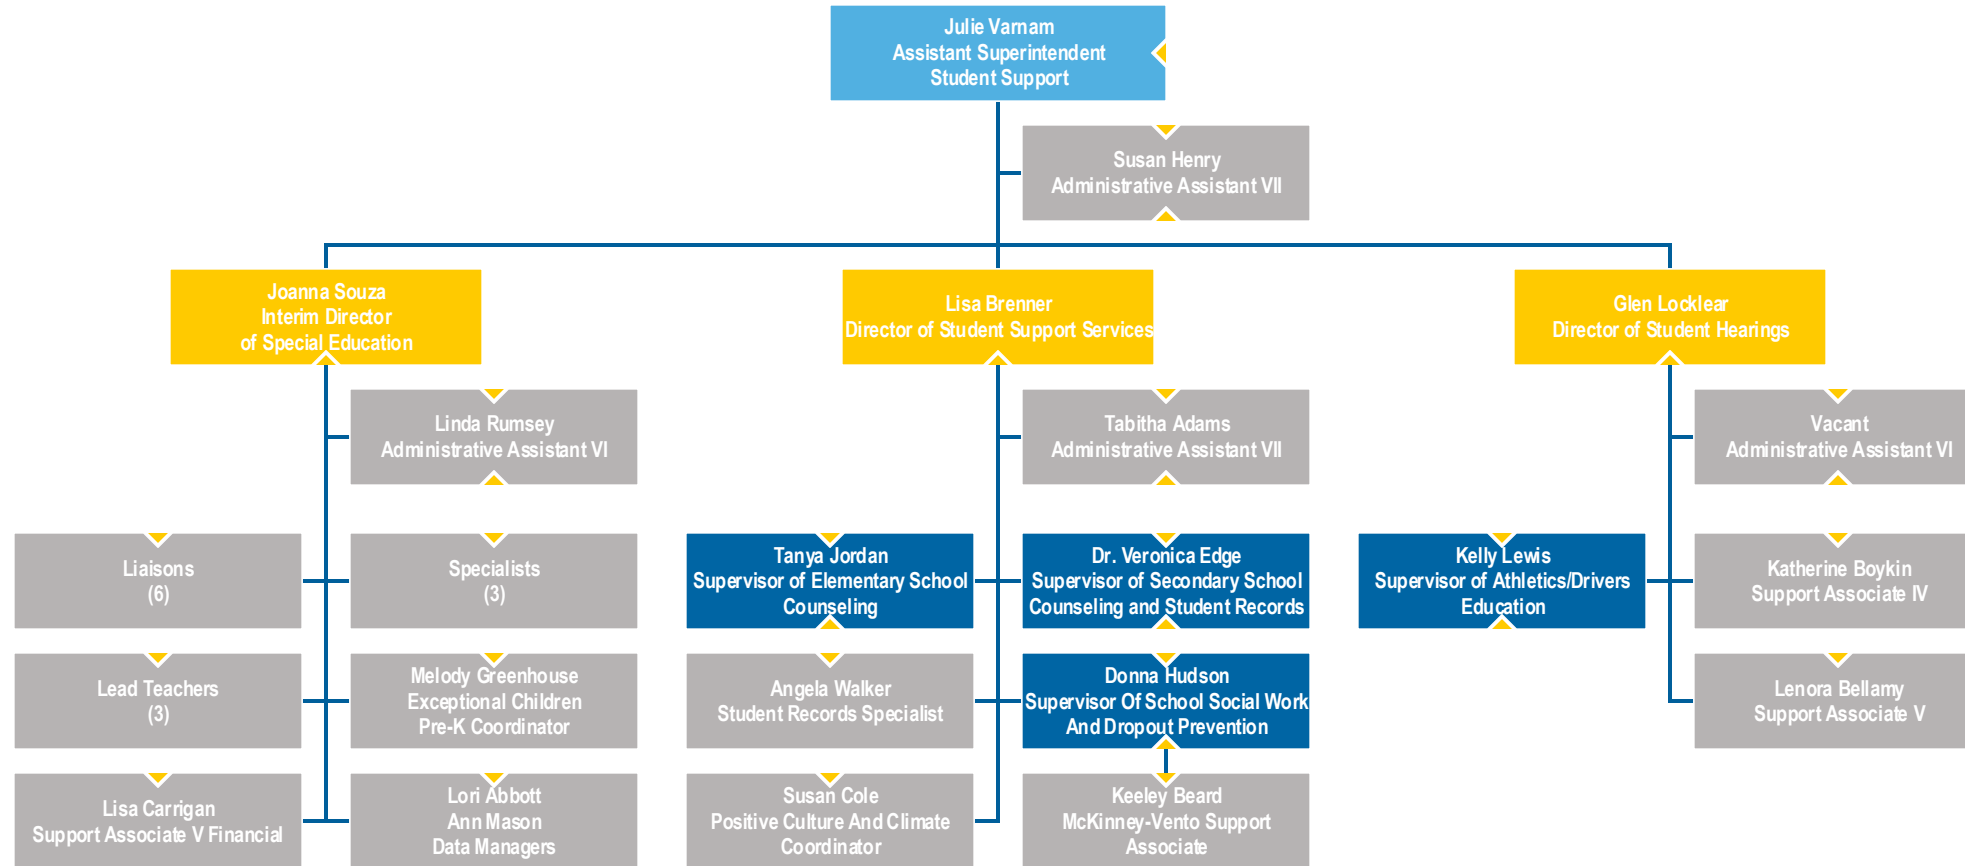 Julie Varnam
Assistant Superintendent
Student Support
Susan Henry
Administrative Assistant VII
Joanna Souza
Interim Director
of Special Education
Lisa Brenner
Director of Student Support Services
Glen Locklear
Director of Student Hearings
Linda Rumsey
Administrative Assistant VI
Tabitha Adams
Administrative Assistant VII
Vacant
Administrative Assistant VI
Liaisons
(6)
Specialists
(3)
Tanya Jordan
Supervisor of Elementary School
Counseling
Dr. Veronica Edge
Supervisor of Secondary School
Counseling and Student Records
Kelly Lewis
Supervisor of Athletics/Drivers
Education
Katherine Boykin
Support Associate IV
Lead Teachers
(3)
Melody Greenhouse
Exceptional Children
Pre-K Coordinator
Angela Walker
Student Records Specialist
Donna Hudson
Supervisor Of School Social Work
And Dropout Prevention
Lenora Bellamy
Support Associate V
Lisa Carrigan
Support Associate V Financial
Lori Abbott
Ann Mason
Data Managers
Susan Cole
Positive Culture And Climate
Coordinator
Keeley Beard
McKinney-Vento Support
Associate